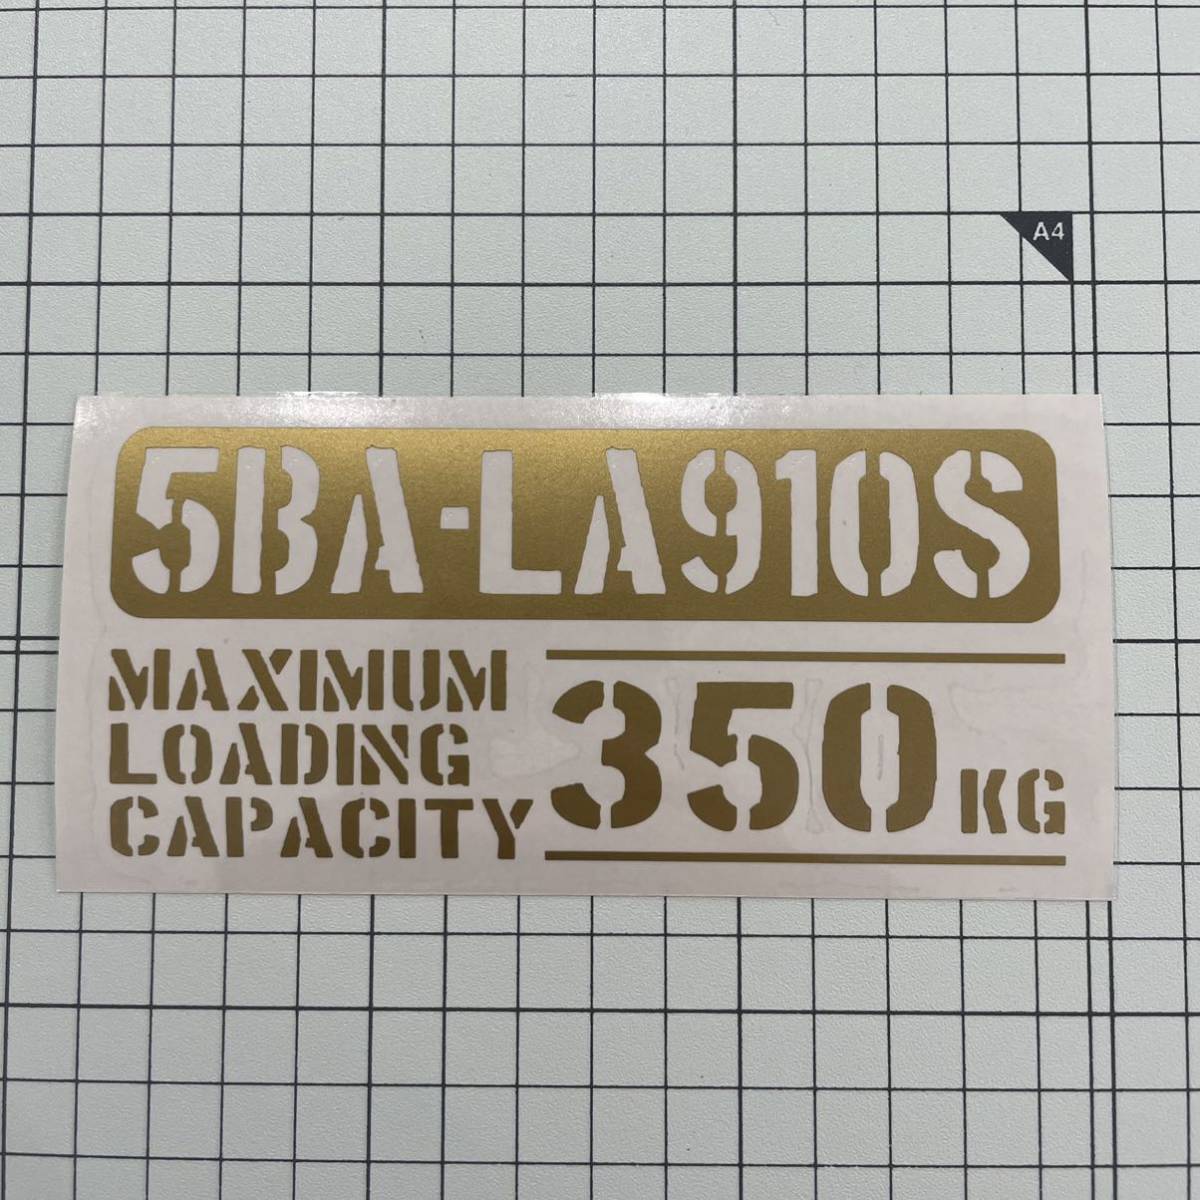 A4
5BA-LA910S
MAXIMUM
LOADING
CAPACITY
350 KG